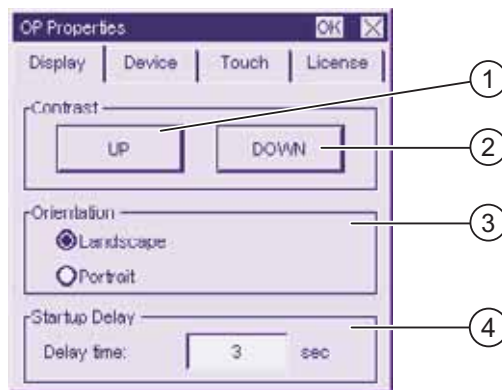 OP Properties OK X
Display Device Touch License
Contrast
UP DOWN
Orientation
Landscape
Portrait
Startup Delay
Delay time: 3 sec
1
2
3
4